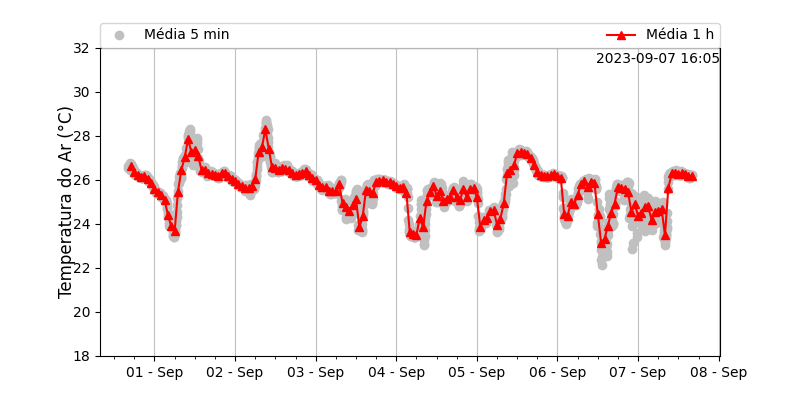 Média 5 min
Média 1 h
2023-09-07 16:05
Temperatura do Ar (°C)
32
30
28
26
24
22
20
18
01 - Sep
02 - Sep
03 - Sep
04 - Sep
05 - Sep
06 - Sep
07 - Sep
08 - Sep